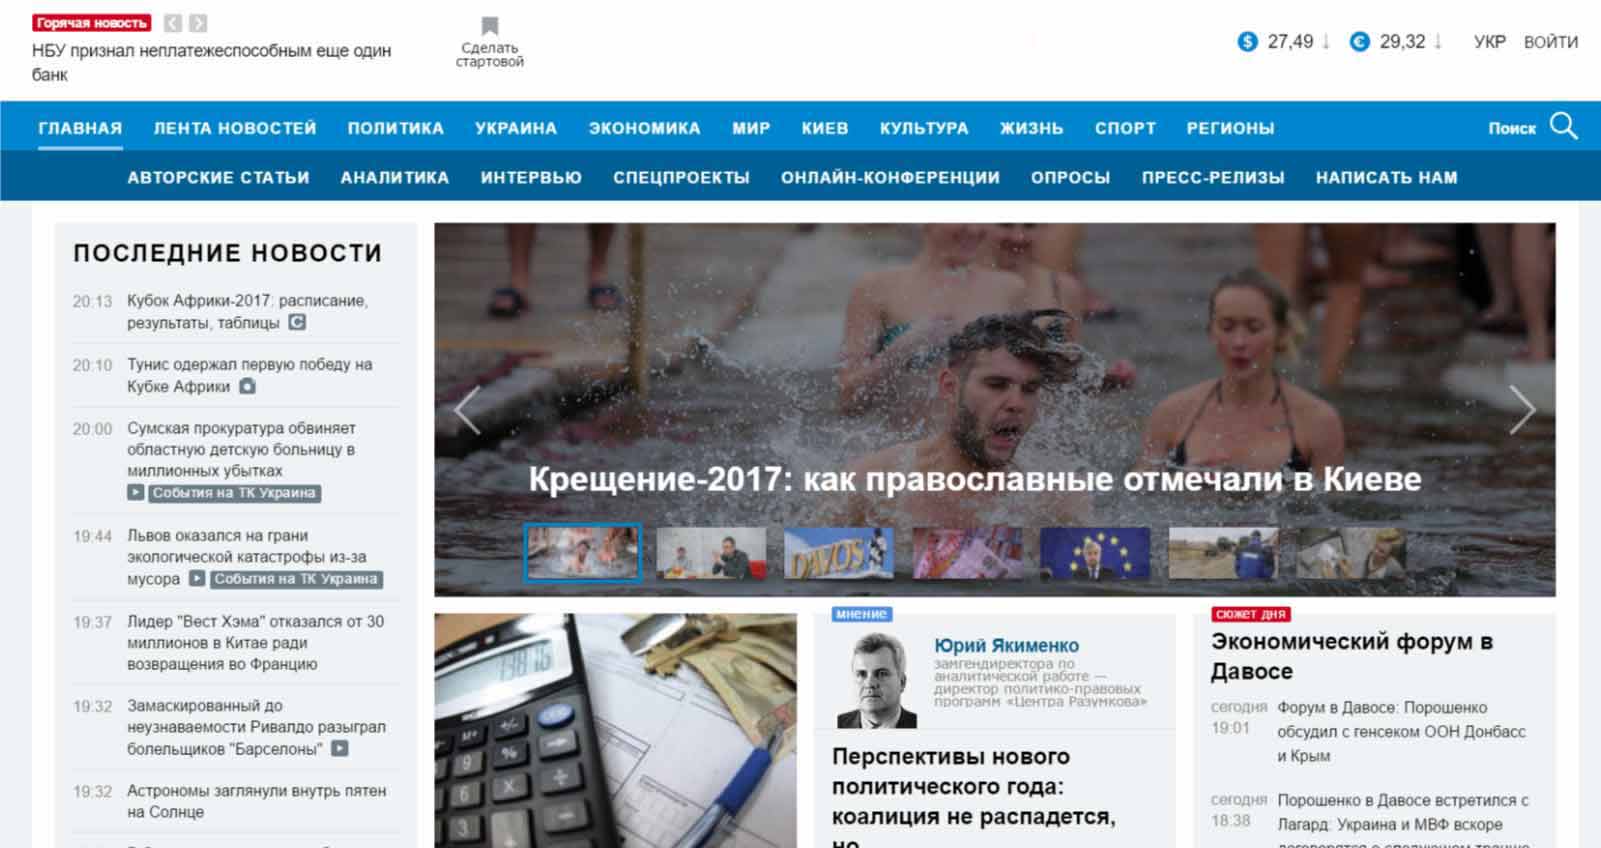 Горячая новость
НБУ признал неплатежеспособным еще один
банк
Сделать
стартовой
$ 27,49 ↓ € 29,32 ↓ УКР ВОЙТИ
ГЛАВНАЯ ЛЕНТА НОВОСТЕЙ ПОЛИТИКА УКРАИНА ЭКОНОМИКА МИР КИЕВ КУЛЬТУРА ЖИЗНЬ СПОРТ РЕГИОНЫ Поиск
АВТОРСКИЕ СТАТЬИ АНАЛИТИКА ИНТЕРВЬЮ СПЕЦПРОЕКТЫ ОНЛАЙН-КОНФЕРЕНЦИИ ОПРОСЫ ПРЕСС-РЕЛИЗЫ НАПИСАТЬ НАМ
ПОСЛЕДНИЕ НОВОСТИ
20:13 Кубок Африки-2017: расписание,
результаты, таблицы
20:10 Тунис одержал первую победу на
Кубке Африки
20:00 Сумская прокуратура обвиняет
областную детскую больницу в
миллионных убытках
События на ТК Украина
19:44 Львов оказался на грани
экологической катастрофы из-за
мусора События на ТК Украина
19:37 Лидер "Вест Хэма" отказался от 30
миллионов в Китае ради
возвращения во Францию
19:32 Замаскированный до
неузнаваемости Ривалдо разыграл
болельщиков "Барселоны"
19:32 Астрономы заглянули внутрь пятен
на Солнце
Крещение-2017: как православные отмечали в Киеве
DAVOS
мнение
Юрий Якименко
замгендиректора по
аналитической работе —
директор политико-правовых
программ «Центра Разумкова»
Перспективы нового
политического года:
коалиция не распадется,
но
сюжет дня
Экономический форум в
Давосе
сегодня
19:01
Форум в Давосе: Порошенко
обсудил с генсеком ООН Донбасс
и Крым
сегодня
18:38
Порошенко в Давосе встретился с
Лагард: Украина и МВФ вскоре
договорятся о следующем транше